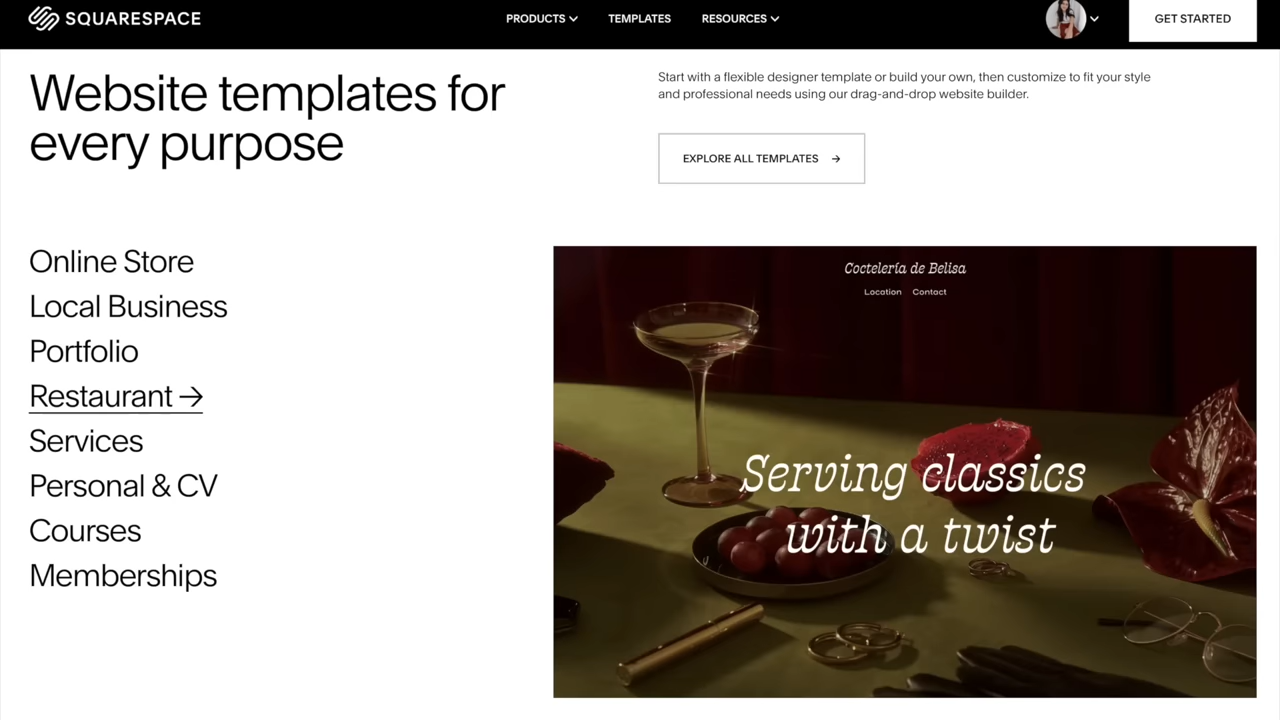 SQUARESPACE
PRODUCTS
TEMPLATES
RESOURCES
GET STARTED
Website templates for
every purpose
Start with a flexible designer template or build your own, then customize to fit your style
and professional needs using our drag-and-drop website builder.
EXPLORE ALL TEMPLATES →
Online Store
Local Business
Portfolio
Restaurant →
Services
Personal & CV
Courses
Memberships
Coctelería de Belisa
Location
Contact
Serving classics
with a twist